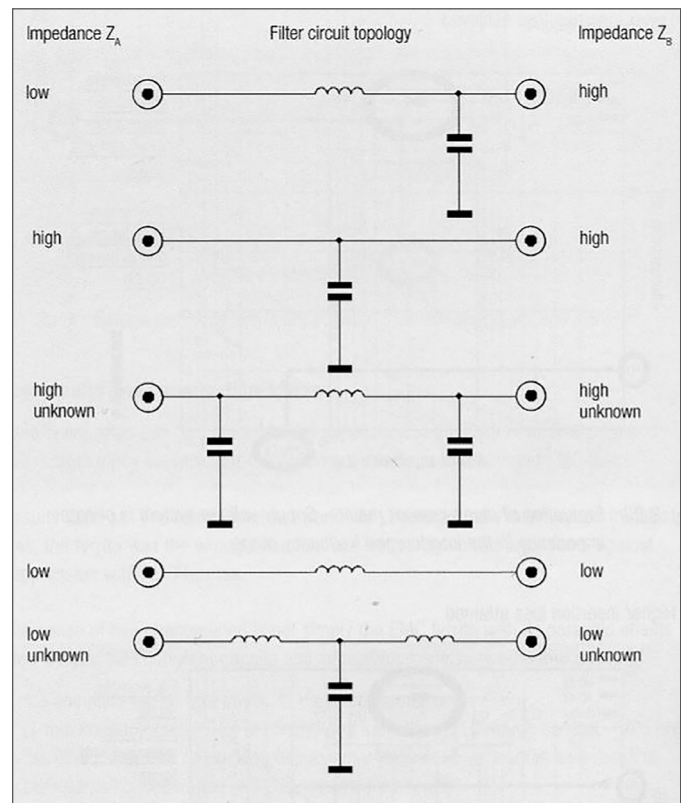 Impedance Z_A Filter circuit topology Impedance Z_B
low high
high high
high high
unknown unknown
low low
low low
unknown unknown